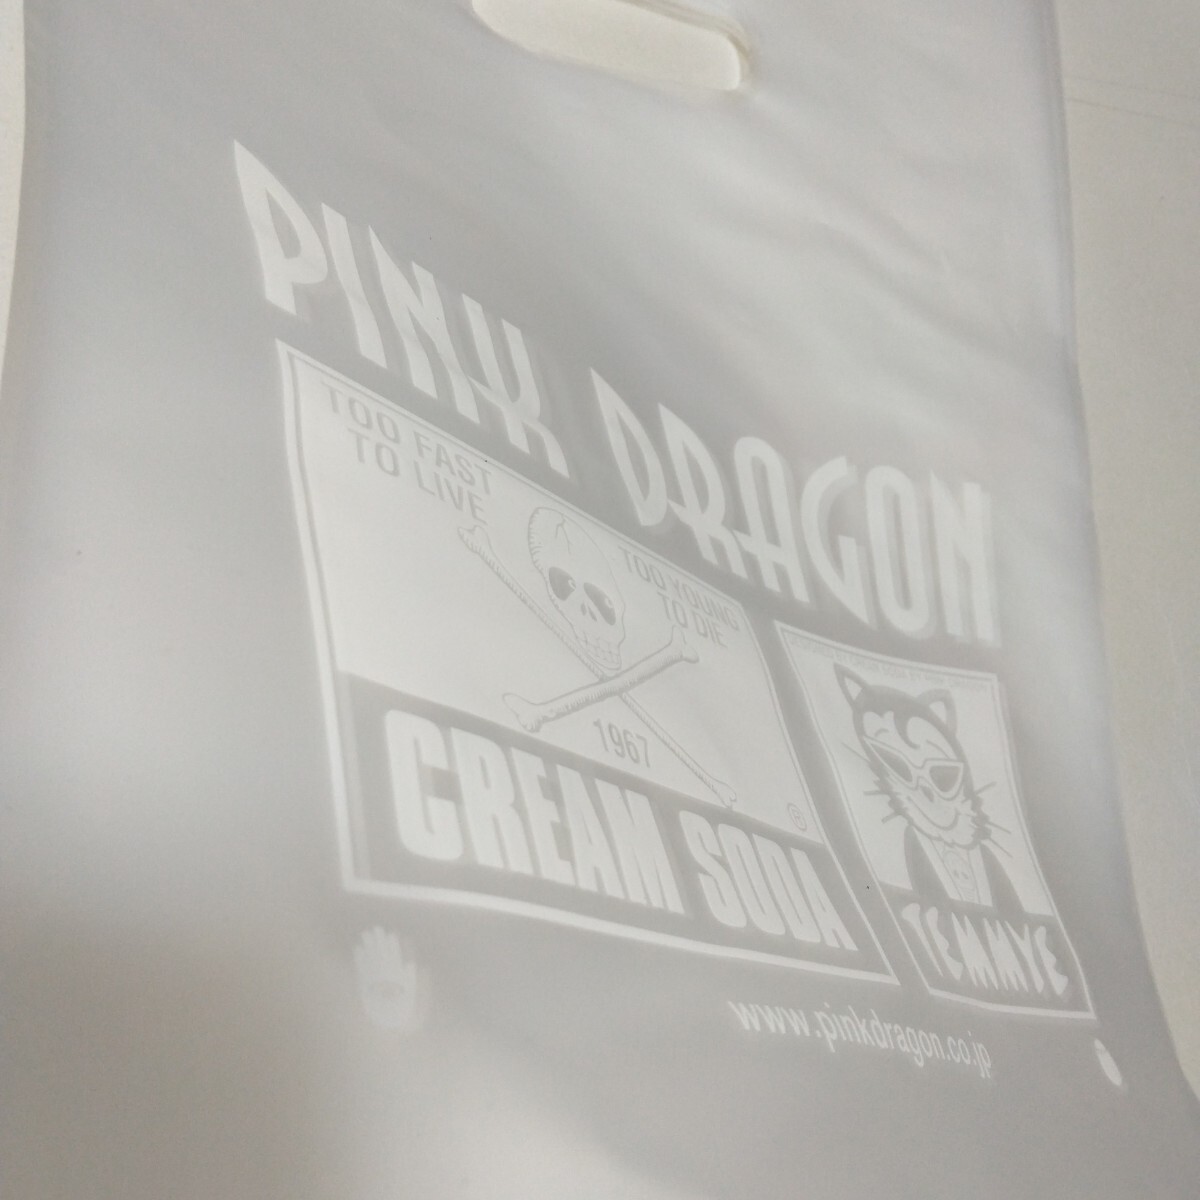 PINK DRAGON
TOO FAST
TO LIVE
TOO YOUNG
TO DIE
1967
®
CREAM SODA
TEMMYE
www.pinkdragon.co.jp